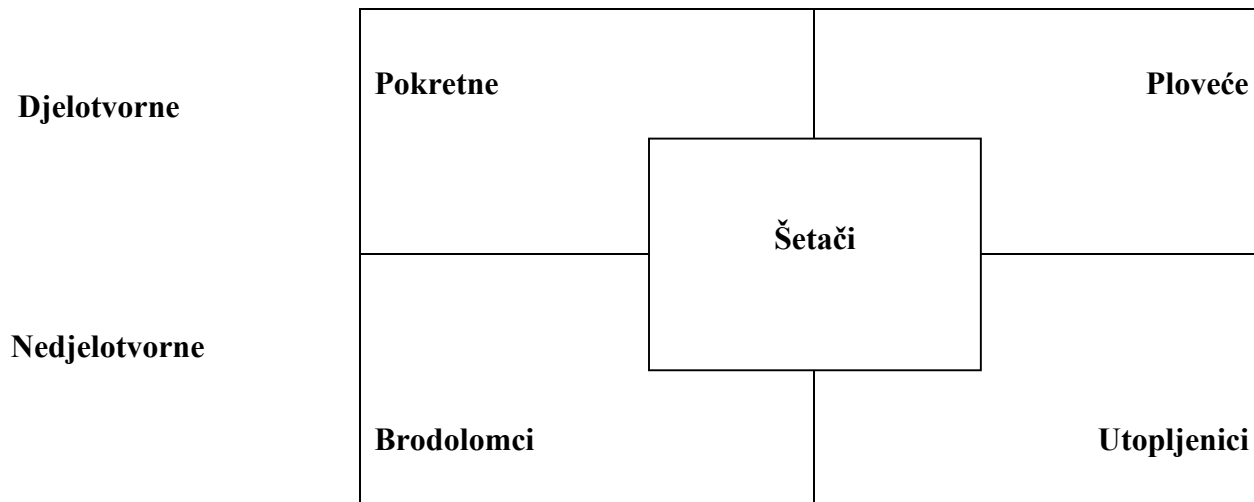 Pokretne
Ploveće
Djelotvorne
Šetači
Nedjelotvorne
Brodolomci
Utopljenici